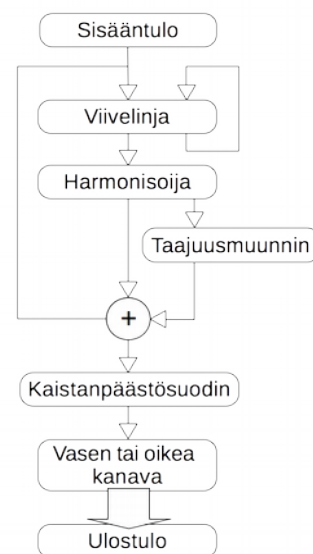 Sisääntulo
Viivelinja
Harmonisoija
Taajuusmuunnin
+
Kaistanpäästösuodin
Vasen tai oikea
kanava
Ulostulo